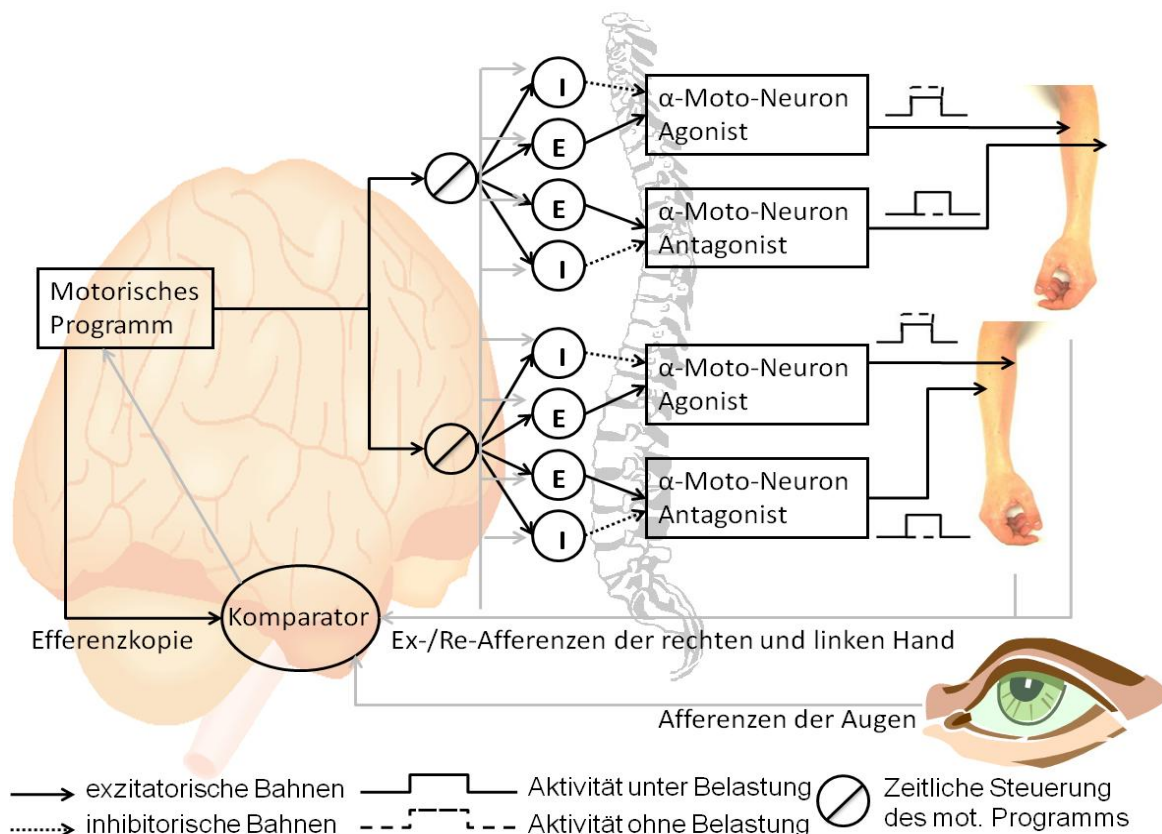 I
E
E
I
α-Moto-Neuron
Agonist
α-Moto-Neuron
Antagonist
Motorisches
Programm
I
E
E
I
α-Moto-Neuron
Agonist
α-Moto-Neuron
Antagonist
Komparator
Efferenzkopie
Ex-/Re-Afferenzen der rechten und linken Hand
Afferenzen der Augen
exzitatorische Bahnen
inhibitorische Bahnen
Aktivität unter Belastung
Aktivität ohne Belastung
Zeitliche Steuerung
des mot. Programms